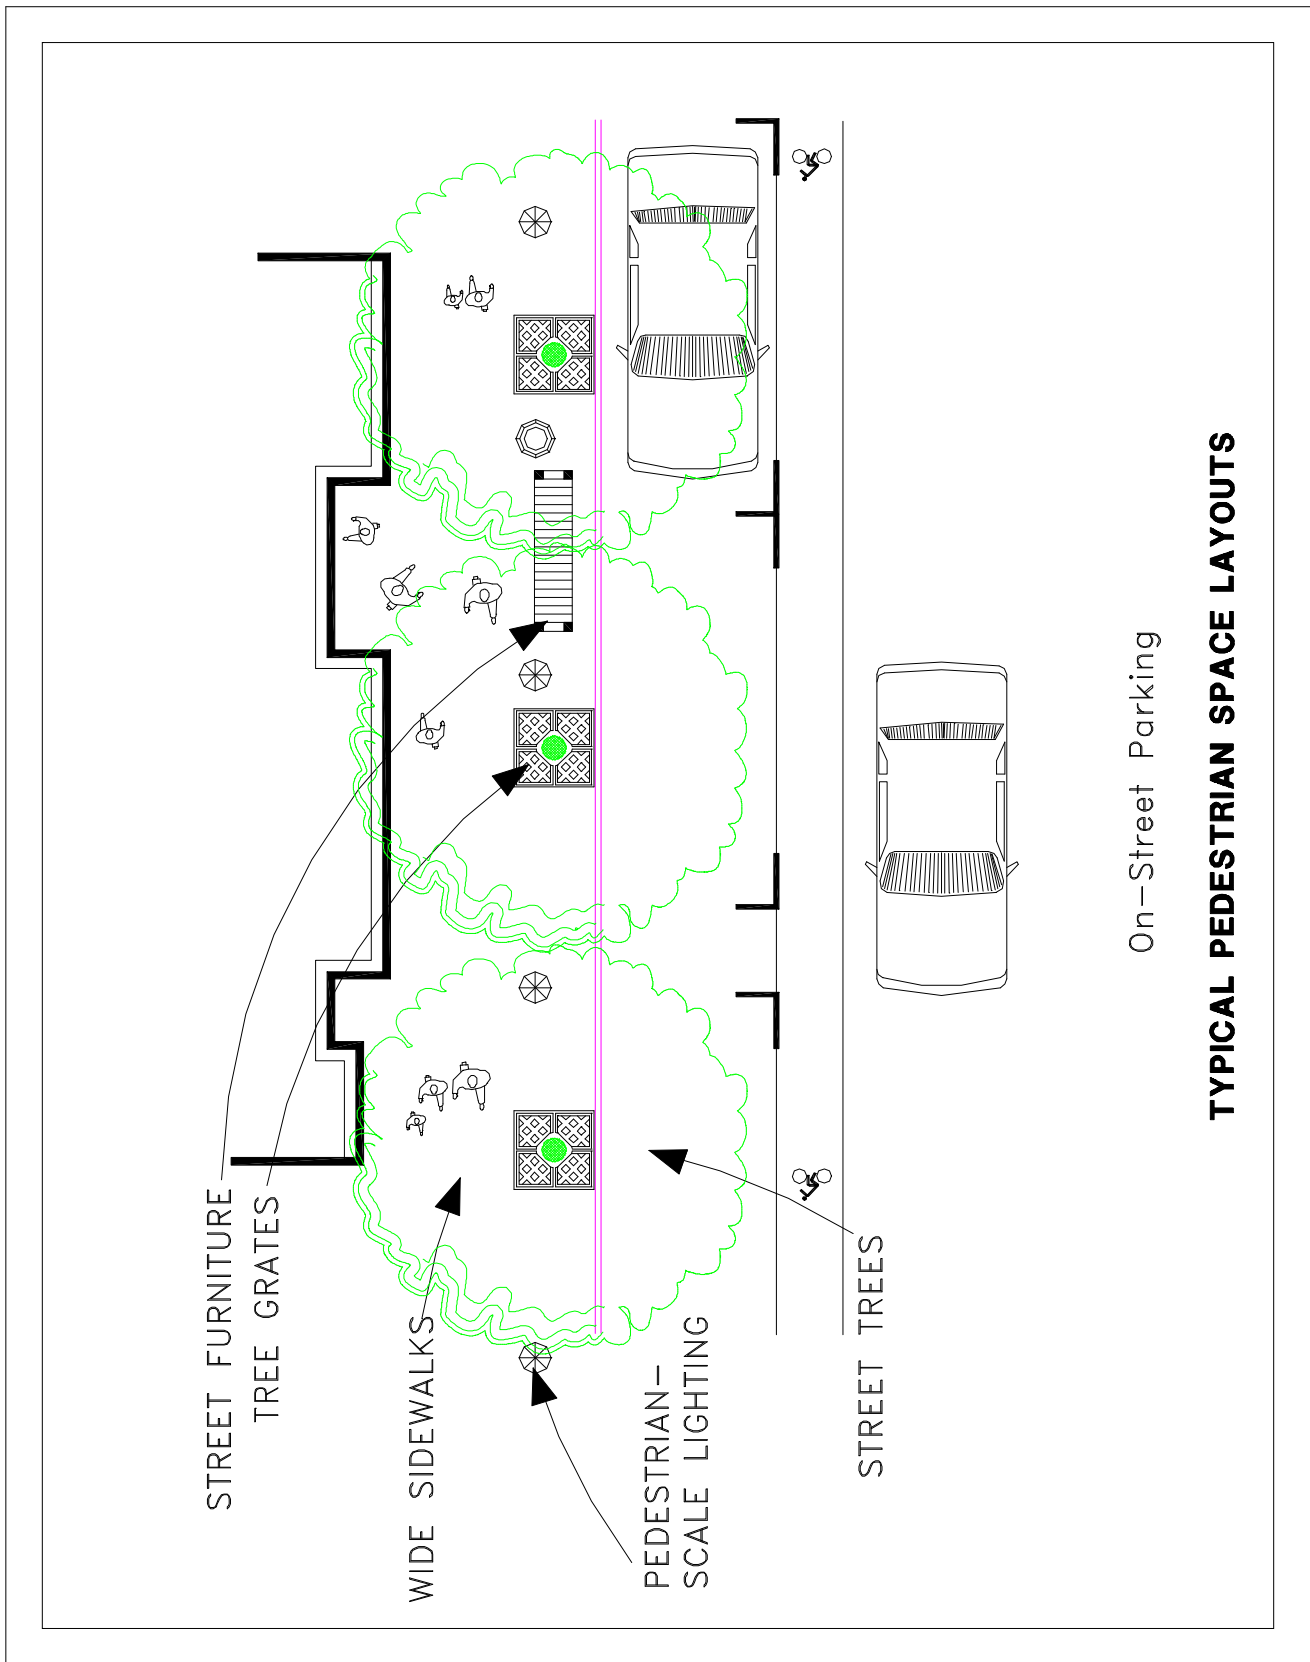 STREET FURNITURE
TREE GRATES
WIDE SIDEWALKS
PEDESTRIAN-
SCALE LIGHTING
STREET TREES
On-Street Parking
TYPICAL PEDESTRIAN SPACE LAYOUTS